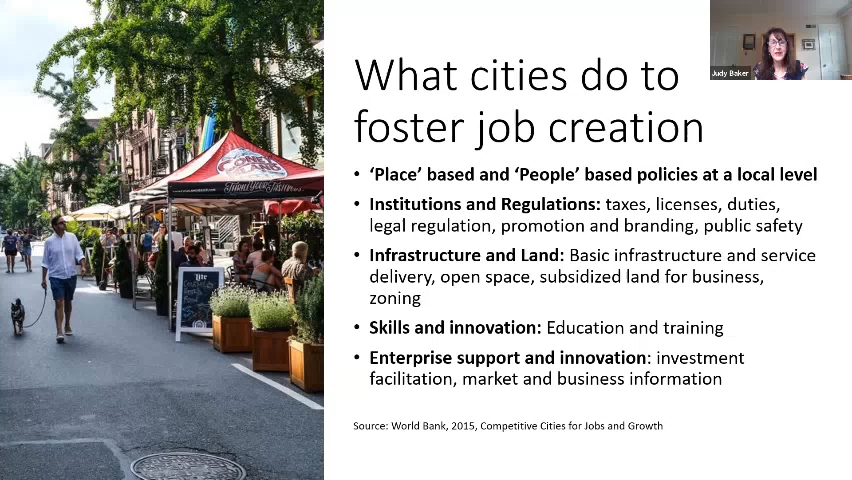 What cities do to
foster job creation
Judy Baker
• ‘Place’ based and ‘People’ based policies at a local level
• Institutions and Regulations: taxes, licenses, duties,
legal regulation, promotion and branding, public safety
• Infrastructure and Land: Basic infrastructure and service
delivery, open space, subsidized land for business,
zoning
• Skills and innovation: Education and training
• Enterprise support and innovation: investment
facilitation, market and business information
Source: World Bank, 2015, Competitive Cities for Jobs and Growth
CONEY
ISLAND
Lite